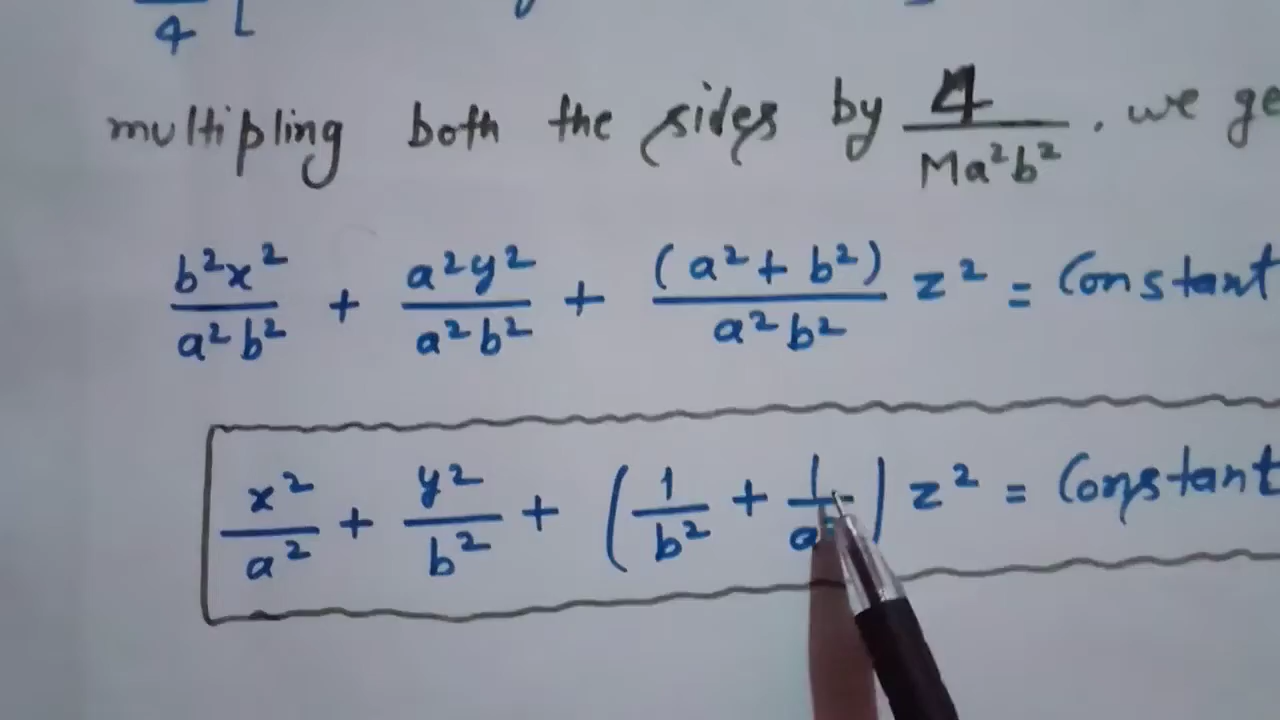 4 [
multipling both the sides by 4/Ma²b², we ge
b²x²/a²b² + a²y²/a²b² + (a² + b²)/a²b² z² = Constant
x²/a² + y²/b² + (1/b² + 1/a²) z² = Constant